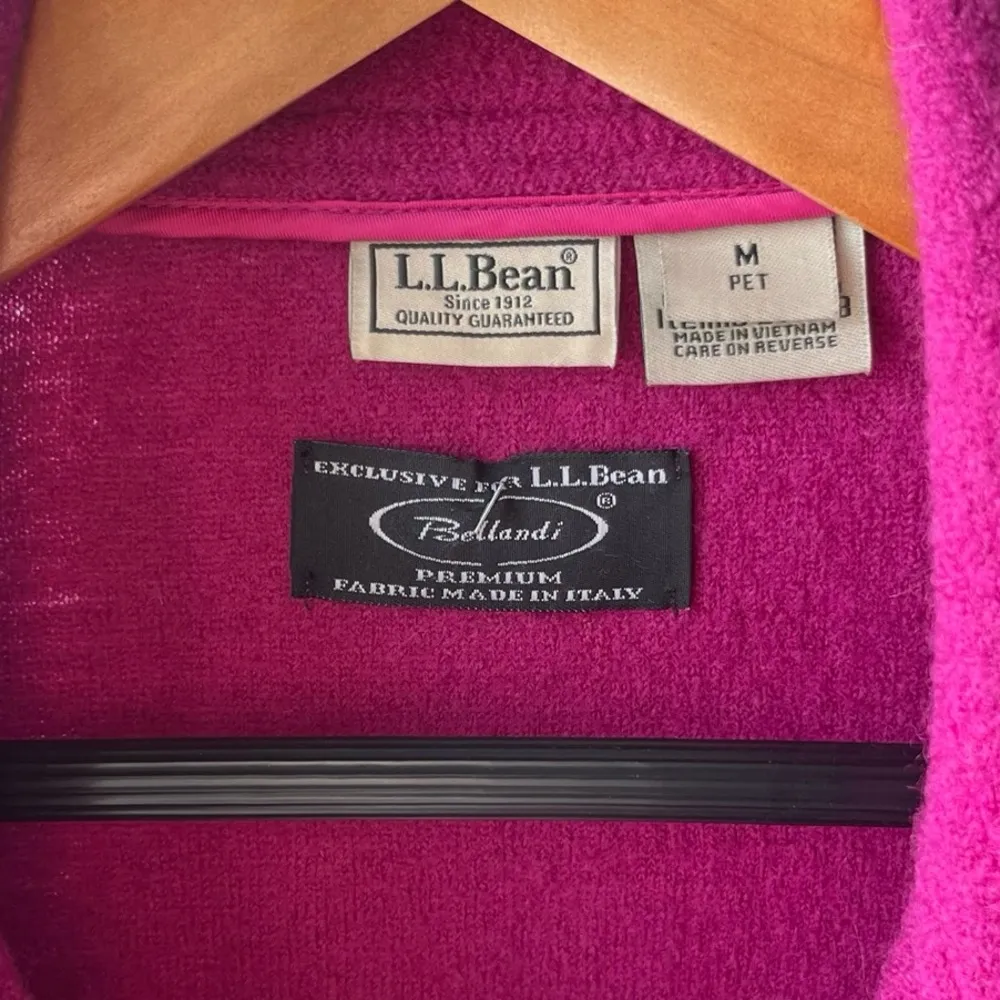 L.L.Bean®
Since 1912
QUALITY GUARANTEED
M
PET
MADE IN VIETNAM
CARE ON REVERSE
EXCLUSIVE FOR L.L.Bean
®
Bellandi
PREMIUM
FABRIC MADE IN ITALY